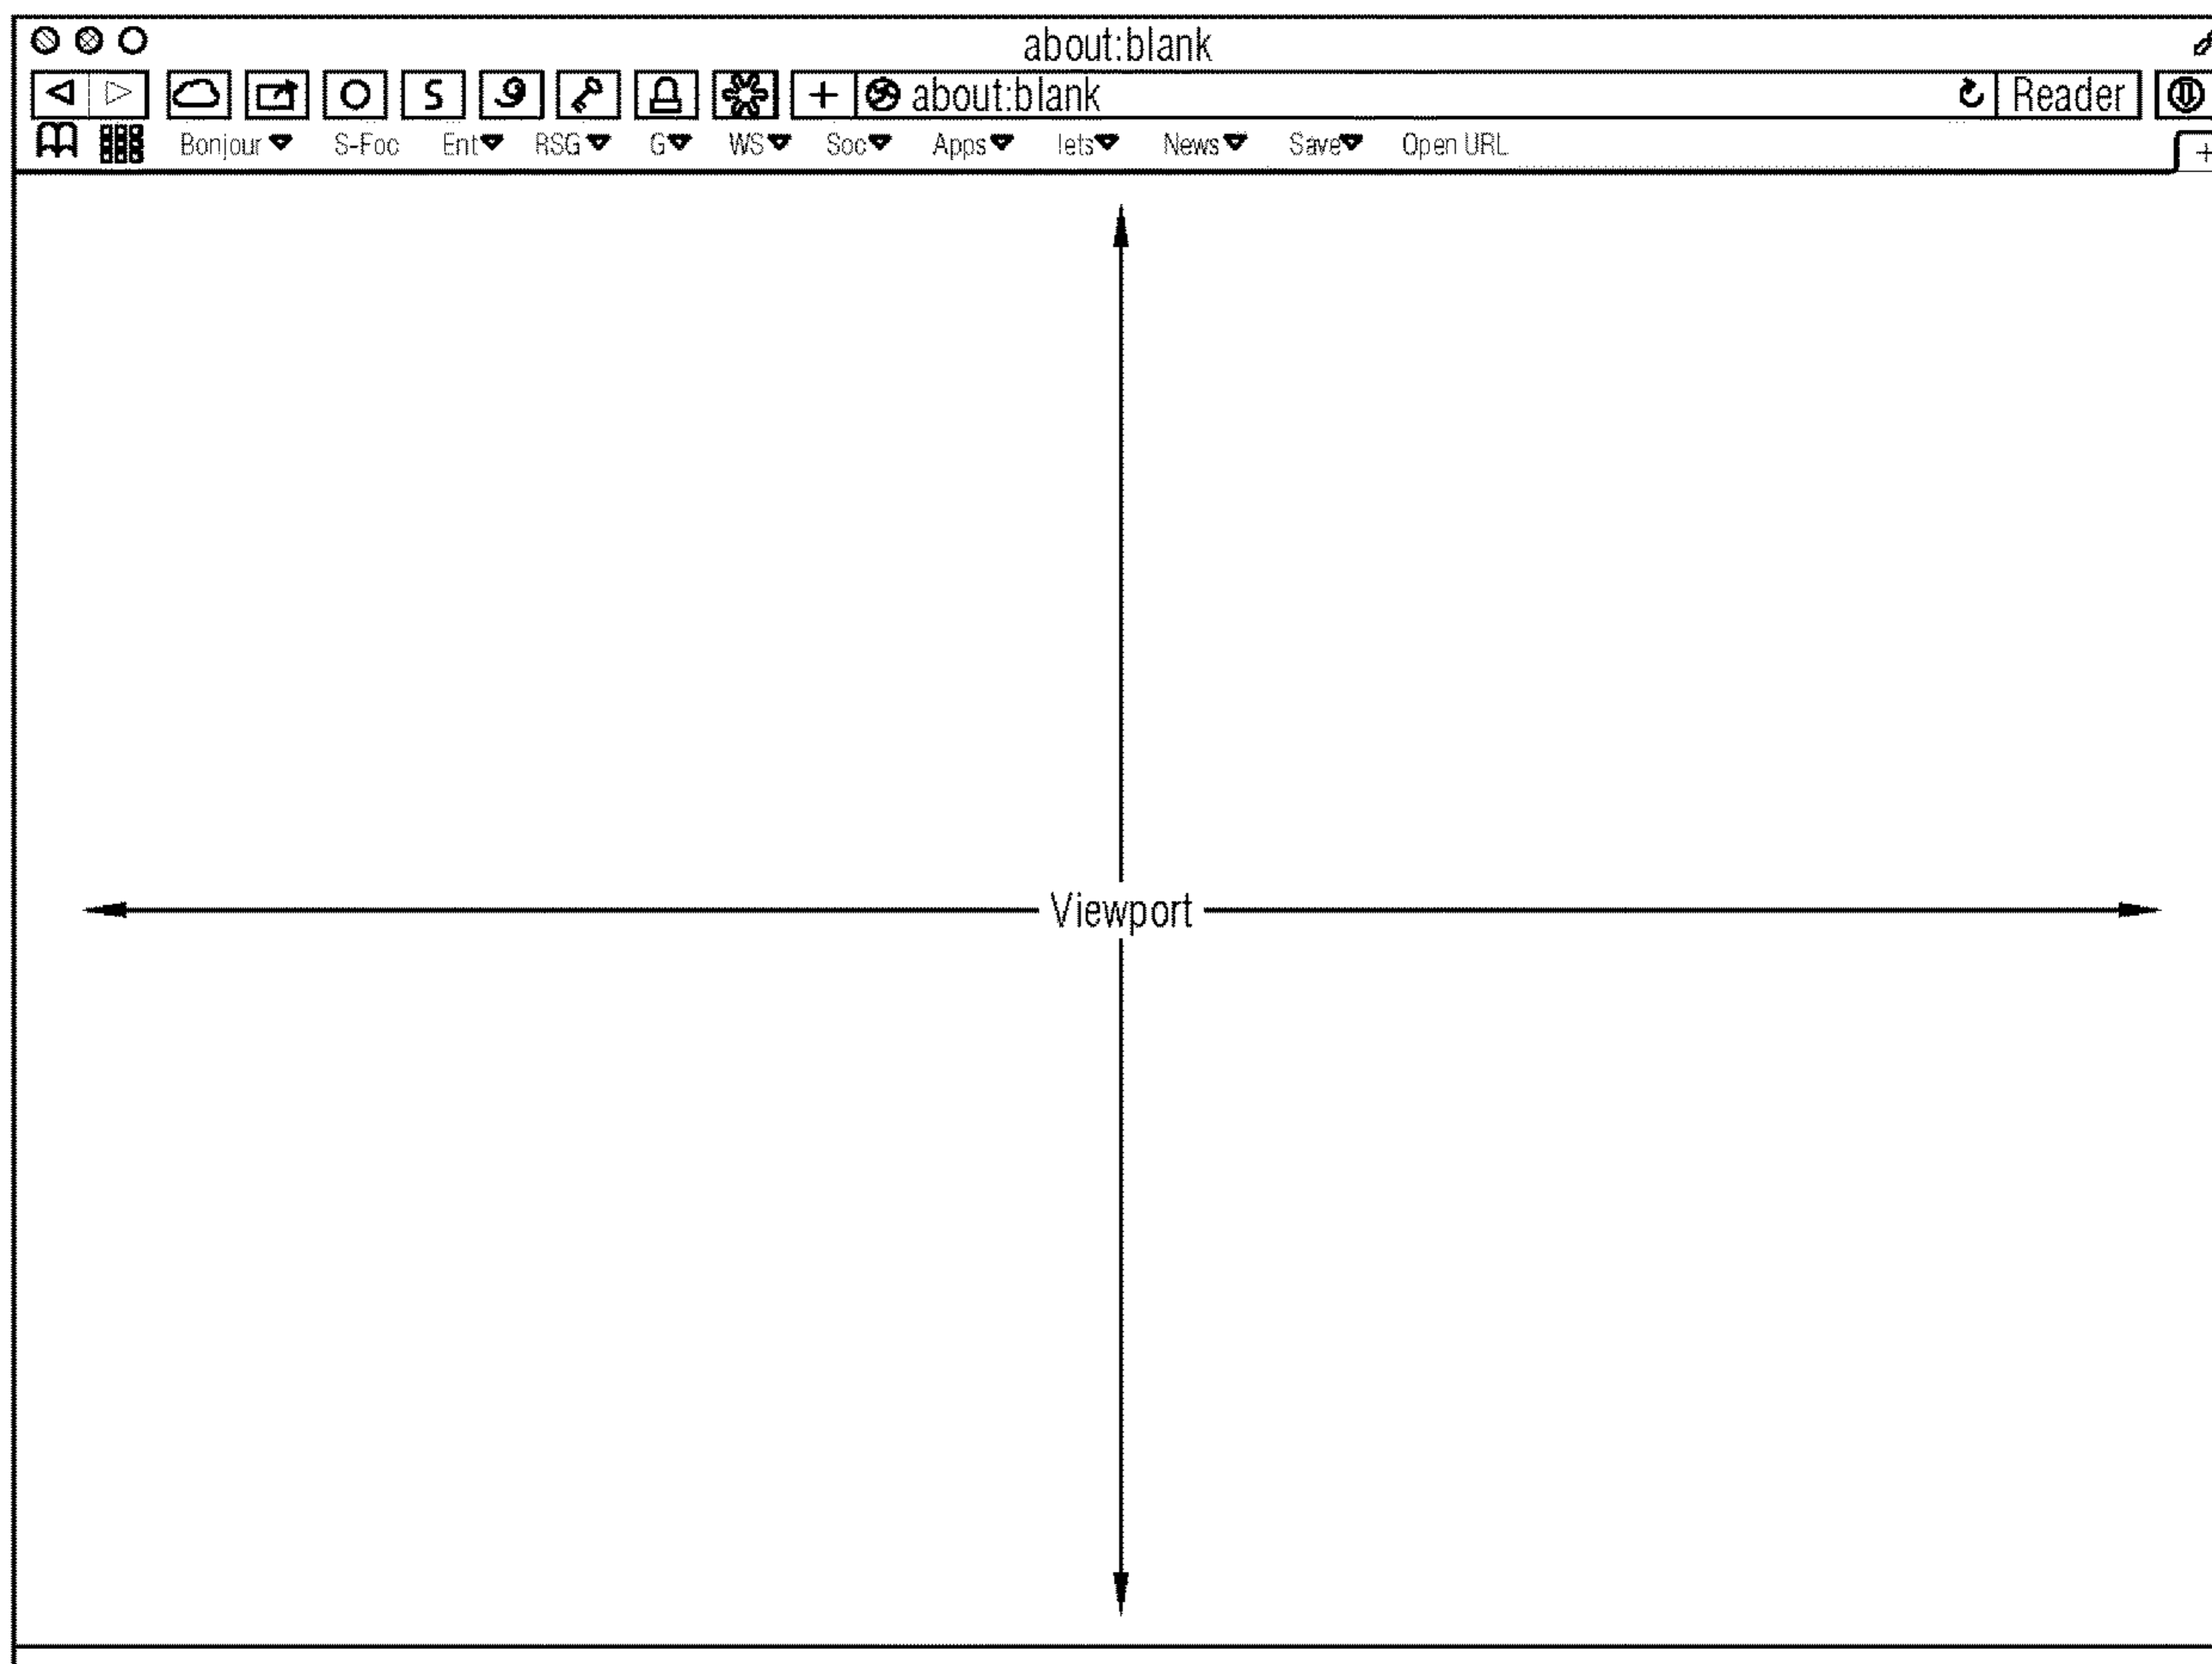 about:blank
S + about:blank Reader
Bonjour S-Foc Ent RSG G WS Soc Apps lets News Save Open URL +
Viewport